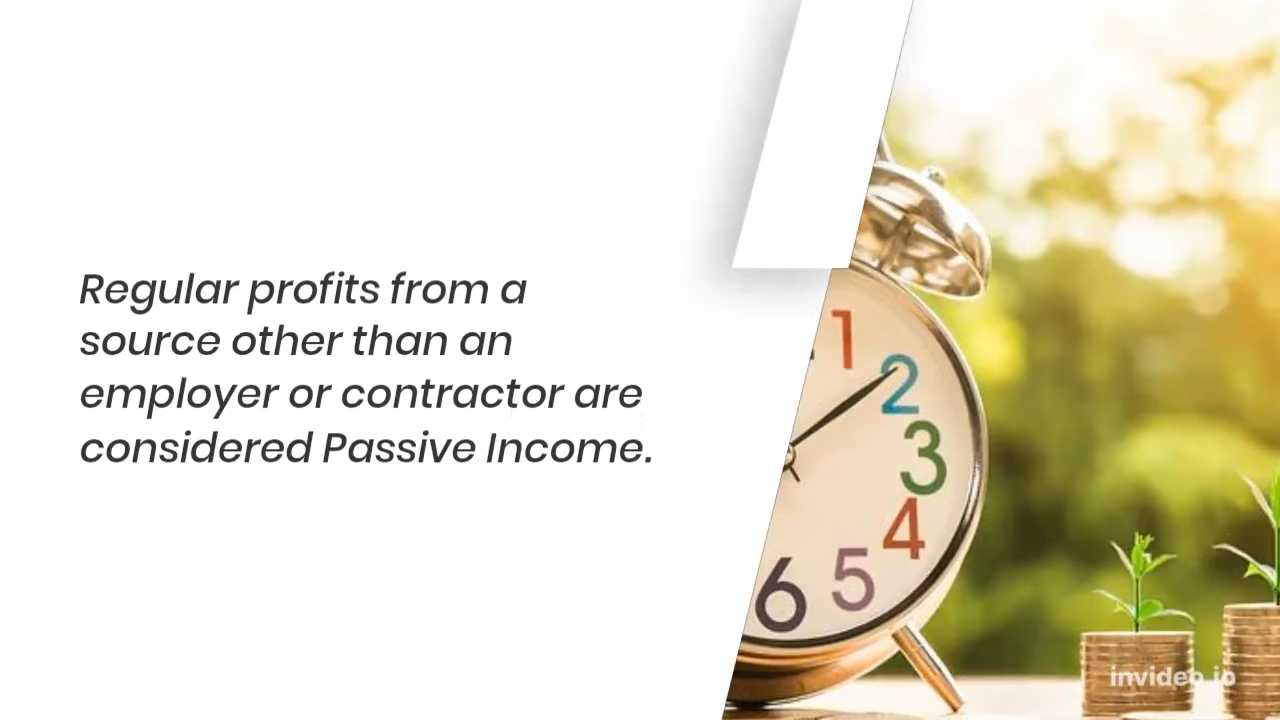 Regular profits from a
source other than an
employer or contractor are
considered Passive Income.
1
2
3
4
5
6
invideo.io